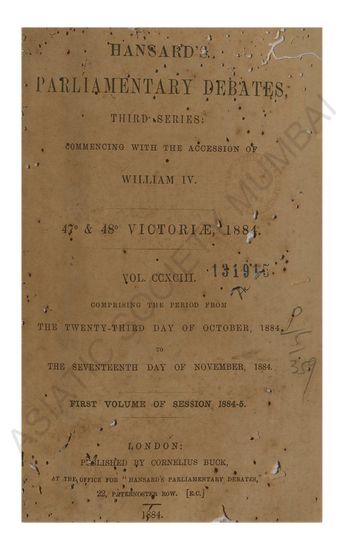 HANSARD'S
PARLIAMENTARY DEBATES,
THIRD SERIES:
COMMENCING WITH THE ACCESSION OF
WILLIAM IV.
47° & 48° VICTORIÆ, 1884.
VOL. CCXCIII.
COMPRISING THE PERIOD FROM
THE TWENTY-THIRD DAY OF OCTOBER, 1884,
TO
THE SEVENTEENTH DAY OF NOVEMBER, 1884.
FIRST VOLUME OF SESSION 1884-5.
LONDON:
PUBLISHED BY CORNELIUS BUCK,
AT THE OFFICE FOR "HANSARD'S PARLIAMENTARY DEBATES,"
22, PATERNOSTER ROW. [E.C.]
1884.
ASIATIC SOCIETY MUMBAI